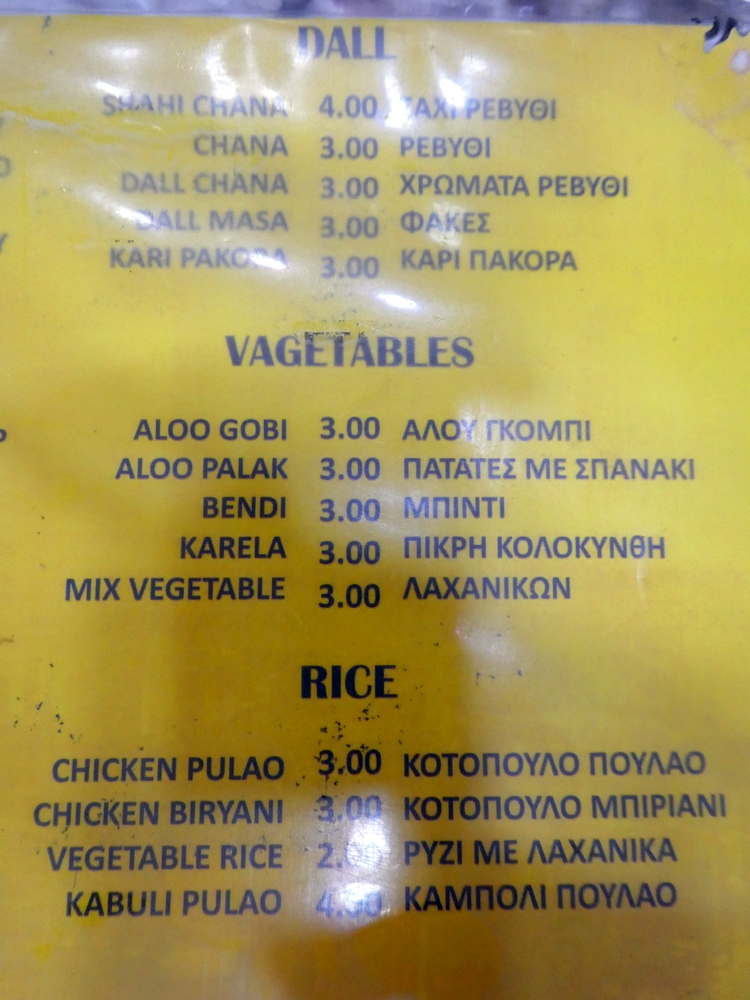 DALL
SHAHI CHANA 4.00 ΣΑΧΙ ΡΕΒΥΘΙ
CHANA 3.00 ΡΕΒΥΘΙ
DALL CHANA 3.00 ΧΡΩΜΑΤΑ ΡΕΒΥΘΙ
DALL MASA 3.00 ΦΑΚΕΣ
KARI PAKORA 3.00 ΚΑΡΙ ΠΑΚΟΡΑ
VAGETABLES
ALOO GOBI 3.00 ΑΛΟΥ ΓΚΟΜΠΙ
ALOO PALAK 3.00 ΠΑΤΑΤΕΣ ΜΕ ΣΠΑΝΑΚΙ
BENDI 3.00 ΜΠΙΝΤΙ
KARELA 3.00 ΠΙΚΡΗ ΚΟΛΟΚΥΝΘΗ
MIX VEGETABLE 3.00 ΛΑΧΑΝΙΚΩΝ
RICE
CHICKEN PULAO 3.00 ΚΟΤΟΠΟΥΛΟ ΠΟΥΛΑΟ
CHICKEN BIRYANI 3.00 ΚΟΤΟΠΟΥΛΟ ΜΠΙΡΙΑΝΙ
VEGETABLE RICE 2.00 ΡΥΖΙ ΜΕ ΛΑΧΑΝΙΚΑ
KABULI PULAO 4.00 ΚΑΜΠΟΛΙ ΠΟΥΛΑΟ